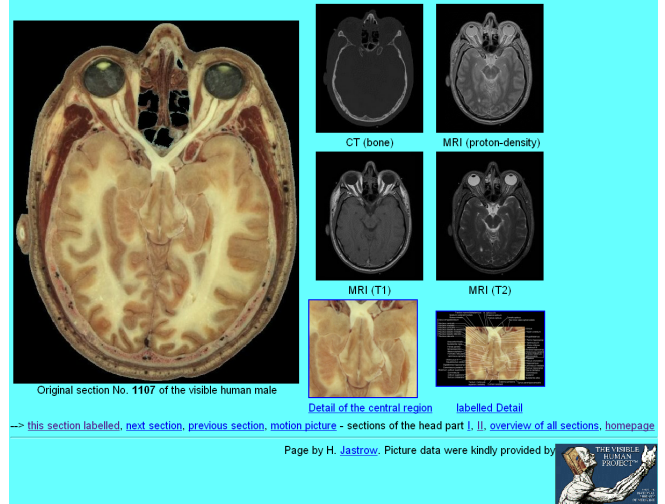 CT (bone)
MRI (proton-density)
MRI (T1)
MRI (T2)
Original section No. 1107 of the visible human male
Detail of the central region
labelled Detail
--> this section labelled, next section, previous section, motion picture - sections of the head part I, II, overview of all sections, homepage
Page by H. Jastrow. Picture data were kindly provided by
THE VISIBLE
HUMAN
PROJECT™